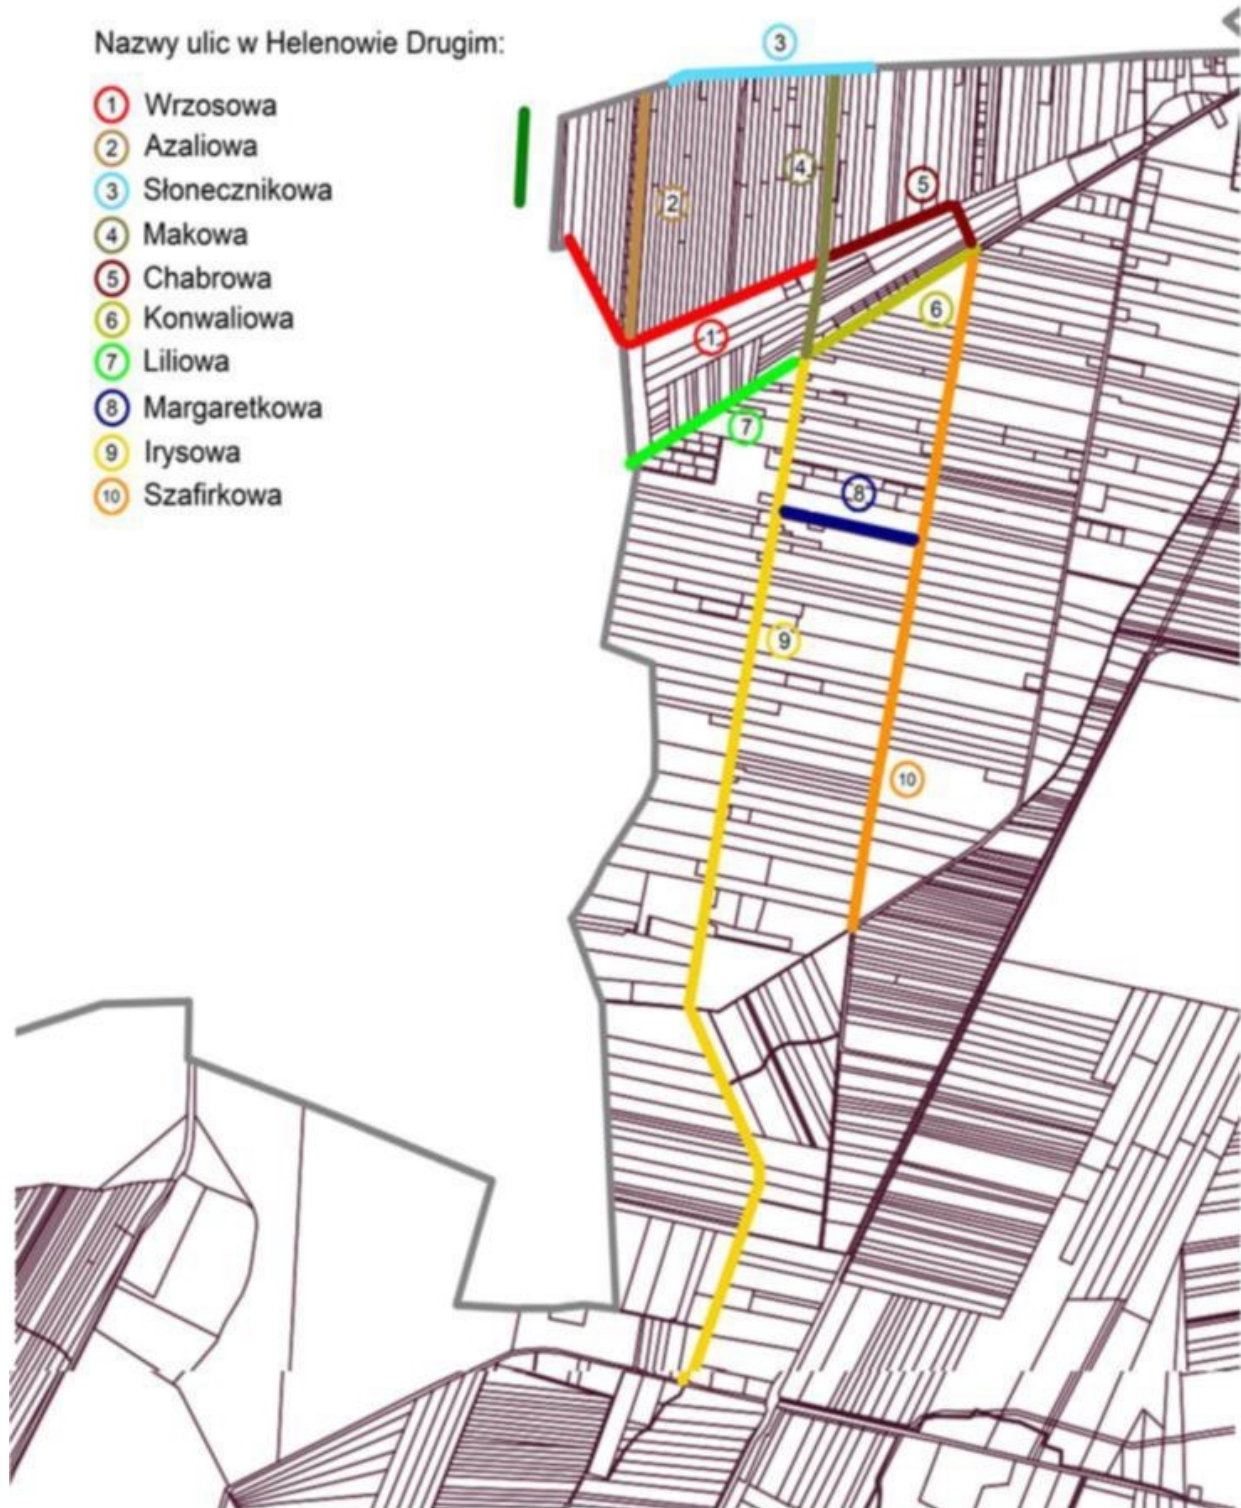 Nazwy ulic w Helenowie Drugim:
1 Wrzosowa
2 Azaliowa
3 Słonecznikowa
4 Makowa
5 Chabrowa
6 Konwaliowa
7 Liliowa
8 Margaretkowa
9 Irysowa
10 Szafirkowa
3
4
5
2
6
1
7
8
9
10